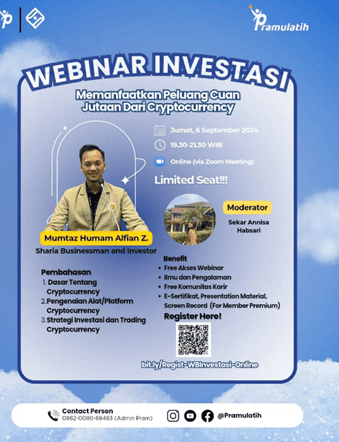 Pramulatih
WEBINAR INVESTASI
Memanfaatkan Peluang Cuan
Jutaan Dari Cryptocurrency
Jumat, 6 September 2024
19.30-21.30 WIB
Online (via Zoom Meeting)
Limited Seat!!!
Moderator
Sekar Annisa
Habsari
Mumtaz Humam Alfian Z.
Sharia Businessman and Investor
Pembahasan
1. Dasar Tentang
Cryptocurrency
2.Pengenalan Alat/Platform
Cryptocurrency
3.Strategi Investasi dan Trading
Cryptocurrency
Benefit
• Free Akses Webinar
• Ilmu dan Pengalaman
• Free Komunitas Karir
• E-Sertifikat, Presentation Material,
Screen Record (For Member Premium)
Register Here!
bit.ly/Regist-WBInvestasi-Online
Contact Person
0882-0080-68483 (Admin Pram)
@Pramulatih